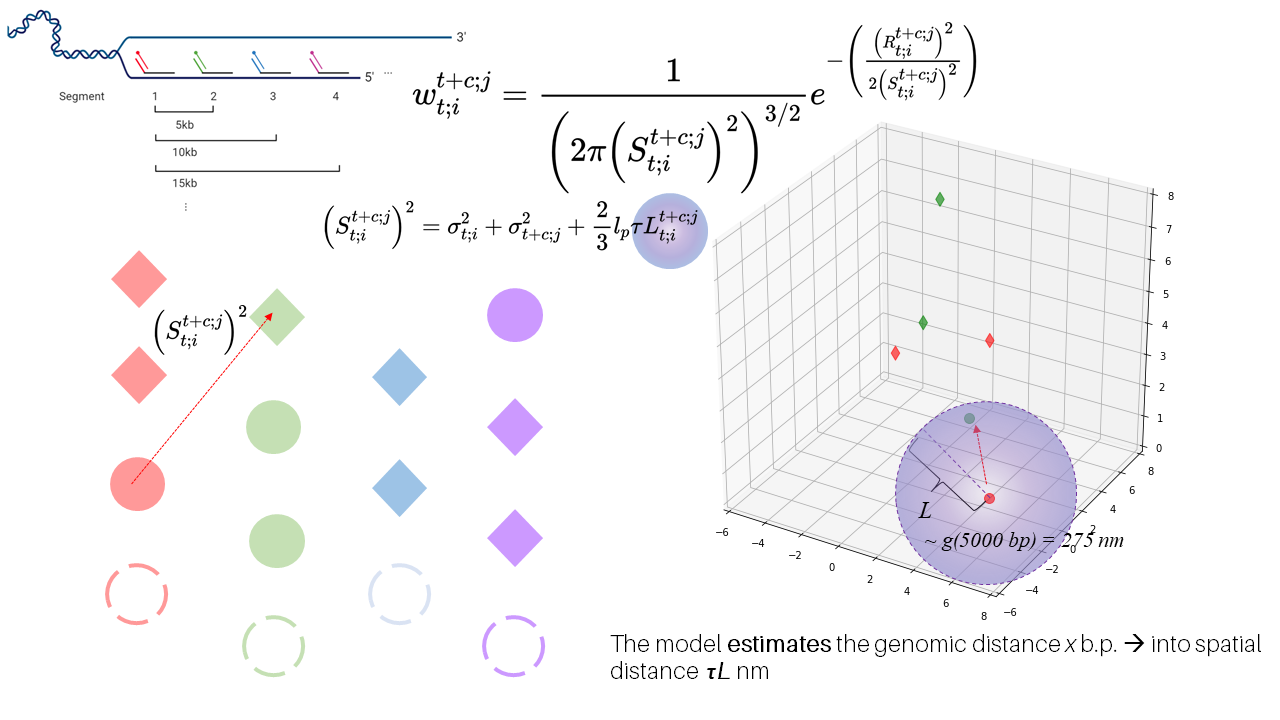 3'
5' ...
Segment 1 2 3 4
5kb
10kb
15kb
⋮
w_{t;i}^{t+c;j} = \frac{1}{\left(2\pi\left(S_{t;i}^{t+c;j}\right)^2\right)^{3/2}} e^{-\left(\frac{\left(R_{t;i}^{t+c;j}\right)^2}{2\left(S_{t;i}^{t+c;j}\right)^2}\right)}
\left(S_{t;i}^{t+c;j}\right)^2 = \sigma_{t;i}^2 + \sigma_{t+c;j}^2 + \frac{2}{3} l_p \tau L_{t;i}^{t+c;j}
\left(S_{t;i}^{t+c;j}\right)^2
8
7
6
5
4
3
2
1
0
−6 −4 −2 0 2 4 6 8
8
6
4
2
0
−2
−4
−6
L
~ g(5000 bp) = 275 nm
The model estimates the genomic distance x b.p. → into spatial
distance τL nm